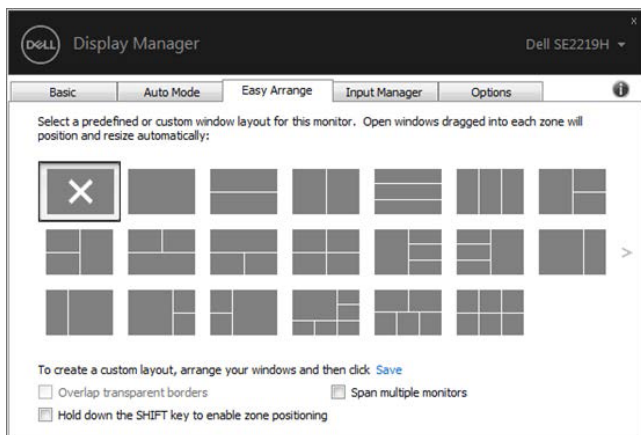 x
DELL Display Manager Dell SE2219H
Basic Auto Mode Easy Arrange Input Manager Options i
Select a predefined or custom window layout for this monitor. Open windows dragged into each zone will
position and resize automatically:
To create a custom layout, arrange your windows and then click Save
Overlap transparent borders Span multiple monitors
Hold down the SHIFT key to enable zone positioning